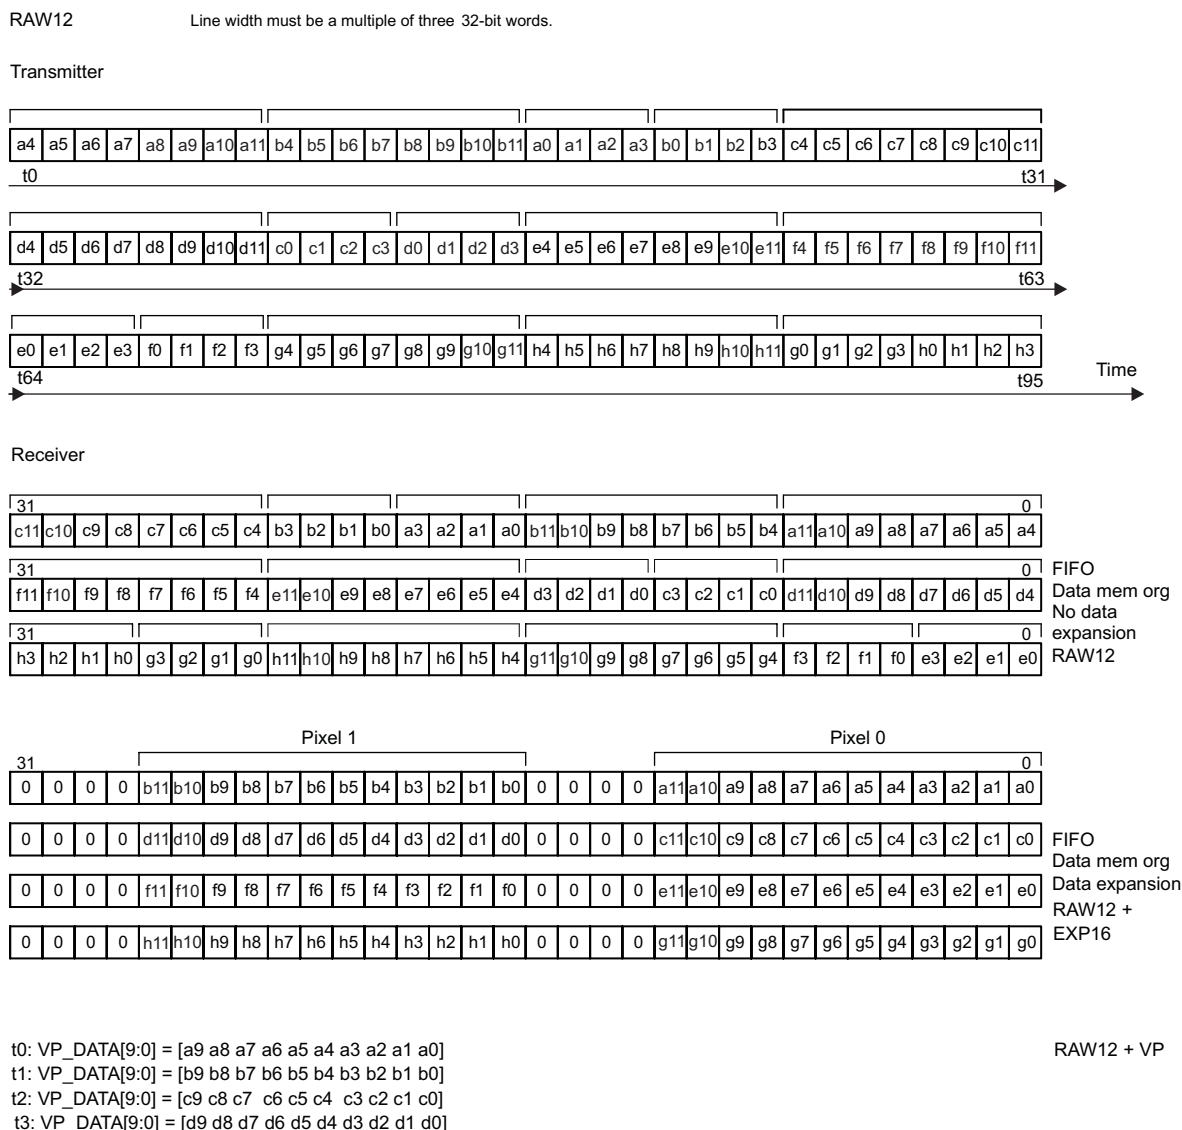 RAW12 Line width must be a multiple of three 32-bit words.
Transmitter
a4 a5 a6 a7 a8 a9 a10 a11 b4 b5 b6 b7 b8 b9 b10 b11 a0 a1 a2 a3 b0 b1 b2 b3 c4 c5 c6 c7 c8 c9 c10 c11
t0 t31
d4 d5 d6 d7 d8 d9 d10 d11 c0 c1 c2 c3 d0 d1 d2 d3 e4 e5 e6 e7 e8 e9 e10 e11 f4 f5 f6 f7 f8 f9 f10 f11
t32 t63
e0 e1 e2 e3 f0 f1 f2 f3 g4 g5 g6 g7 g8 g9 g10 g11 h4 h5 h6 h7 h8 h9 h10 h11 g0 g1 g2 g3 h0 h1 h2 h3
t64 t95 Time
Receiver
31 0
c11 c10 c9 c8 c7 c6 c5 c4 b3 b2 b1 b0 a3 a2 a1 a0 b11 b10 b9 b8 b7 b6 b5 b4 a11 a10 a9 a8 a7 a6 a5 a4
31 0 FIFO
f11 f10 f9 f8 f7 f6 f5 f4 e11 e10 e9 e8 e7 e6 e5 e4 d3 d2 d1 d0 c3 c2 c1 c0 d11 d10 d9 d8 d7 d6 d5 d4 Data mem org
No data
31 0 expansion
h3 h2 h1 h0 g3 g2 g1 g0 h11 h10 h9 h8 h7 h6 h5 h4 g11 g10 g9 g8 g7 g6 g5 g4 f3 f2 f1 f0 e3 e2 e1 e0 RAW12
Pixel 1 Pixel 0
31 0
0 0 0 0 b11 b10 b9 b8 b7 b6 b5 b4 b3 b2 b1 b0 0 0 0 0 a11 a10 a9 a8 a7 a6 a5 a4 a3 a2 a1 a0
0 0 0 0 d11 d10 d9 d8 d7 d6 d5 d4 d3 d2 d1 d0 0 0 0 0 c11 c10 c9 c8 c7 c6 c5 c4 c3 c2 c1 c0 FIFO
Data mem org
0 0 0 0 f11 f10 f9 f8 f7 f6 f5 f4 f3 f2 f1 f0 0 0 0 0 e11 e10 e9 e8 e7 e6 e5 e4 e3 e2 e1 e0 Data expansion
RAW12 +
0 0 0 0 h11 h10 h9 h8 h7 h6 h5 h4 h3 h2 h1 h0 0 0 0 0 g11 g10 g9 g8 g7 g6 g5 g4 g3 g2 g1 g0 EXP16
t0: VP_DATA[9:0] = [a9 a8 a7 a6 a5 a4 a3 a2 a1 a0] RAW12 + VP
t1: VP_DATA[9:0] = [b9 b8 b7 b6 b5 b4 b3 b2 b1 b0]
t2: VP_DATA[9:0] = [c9 c8 c7 c6 c5 c4 c3 c2 c1 c0]
t3: VP_DATA[9:0] = [d9 d8 d7 d6 d5 d4 d3 d2 d1 d0]